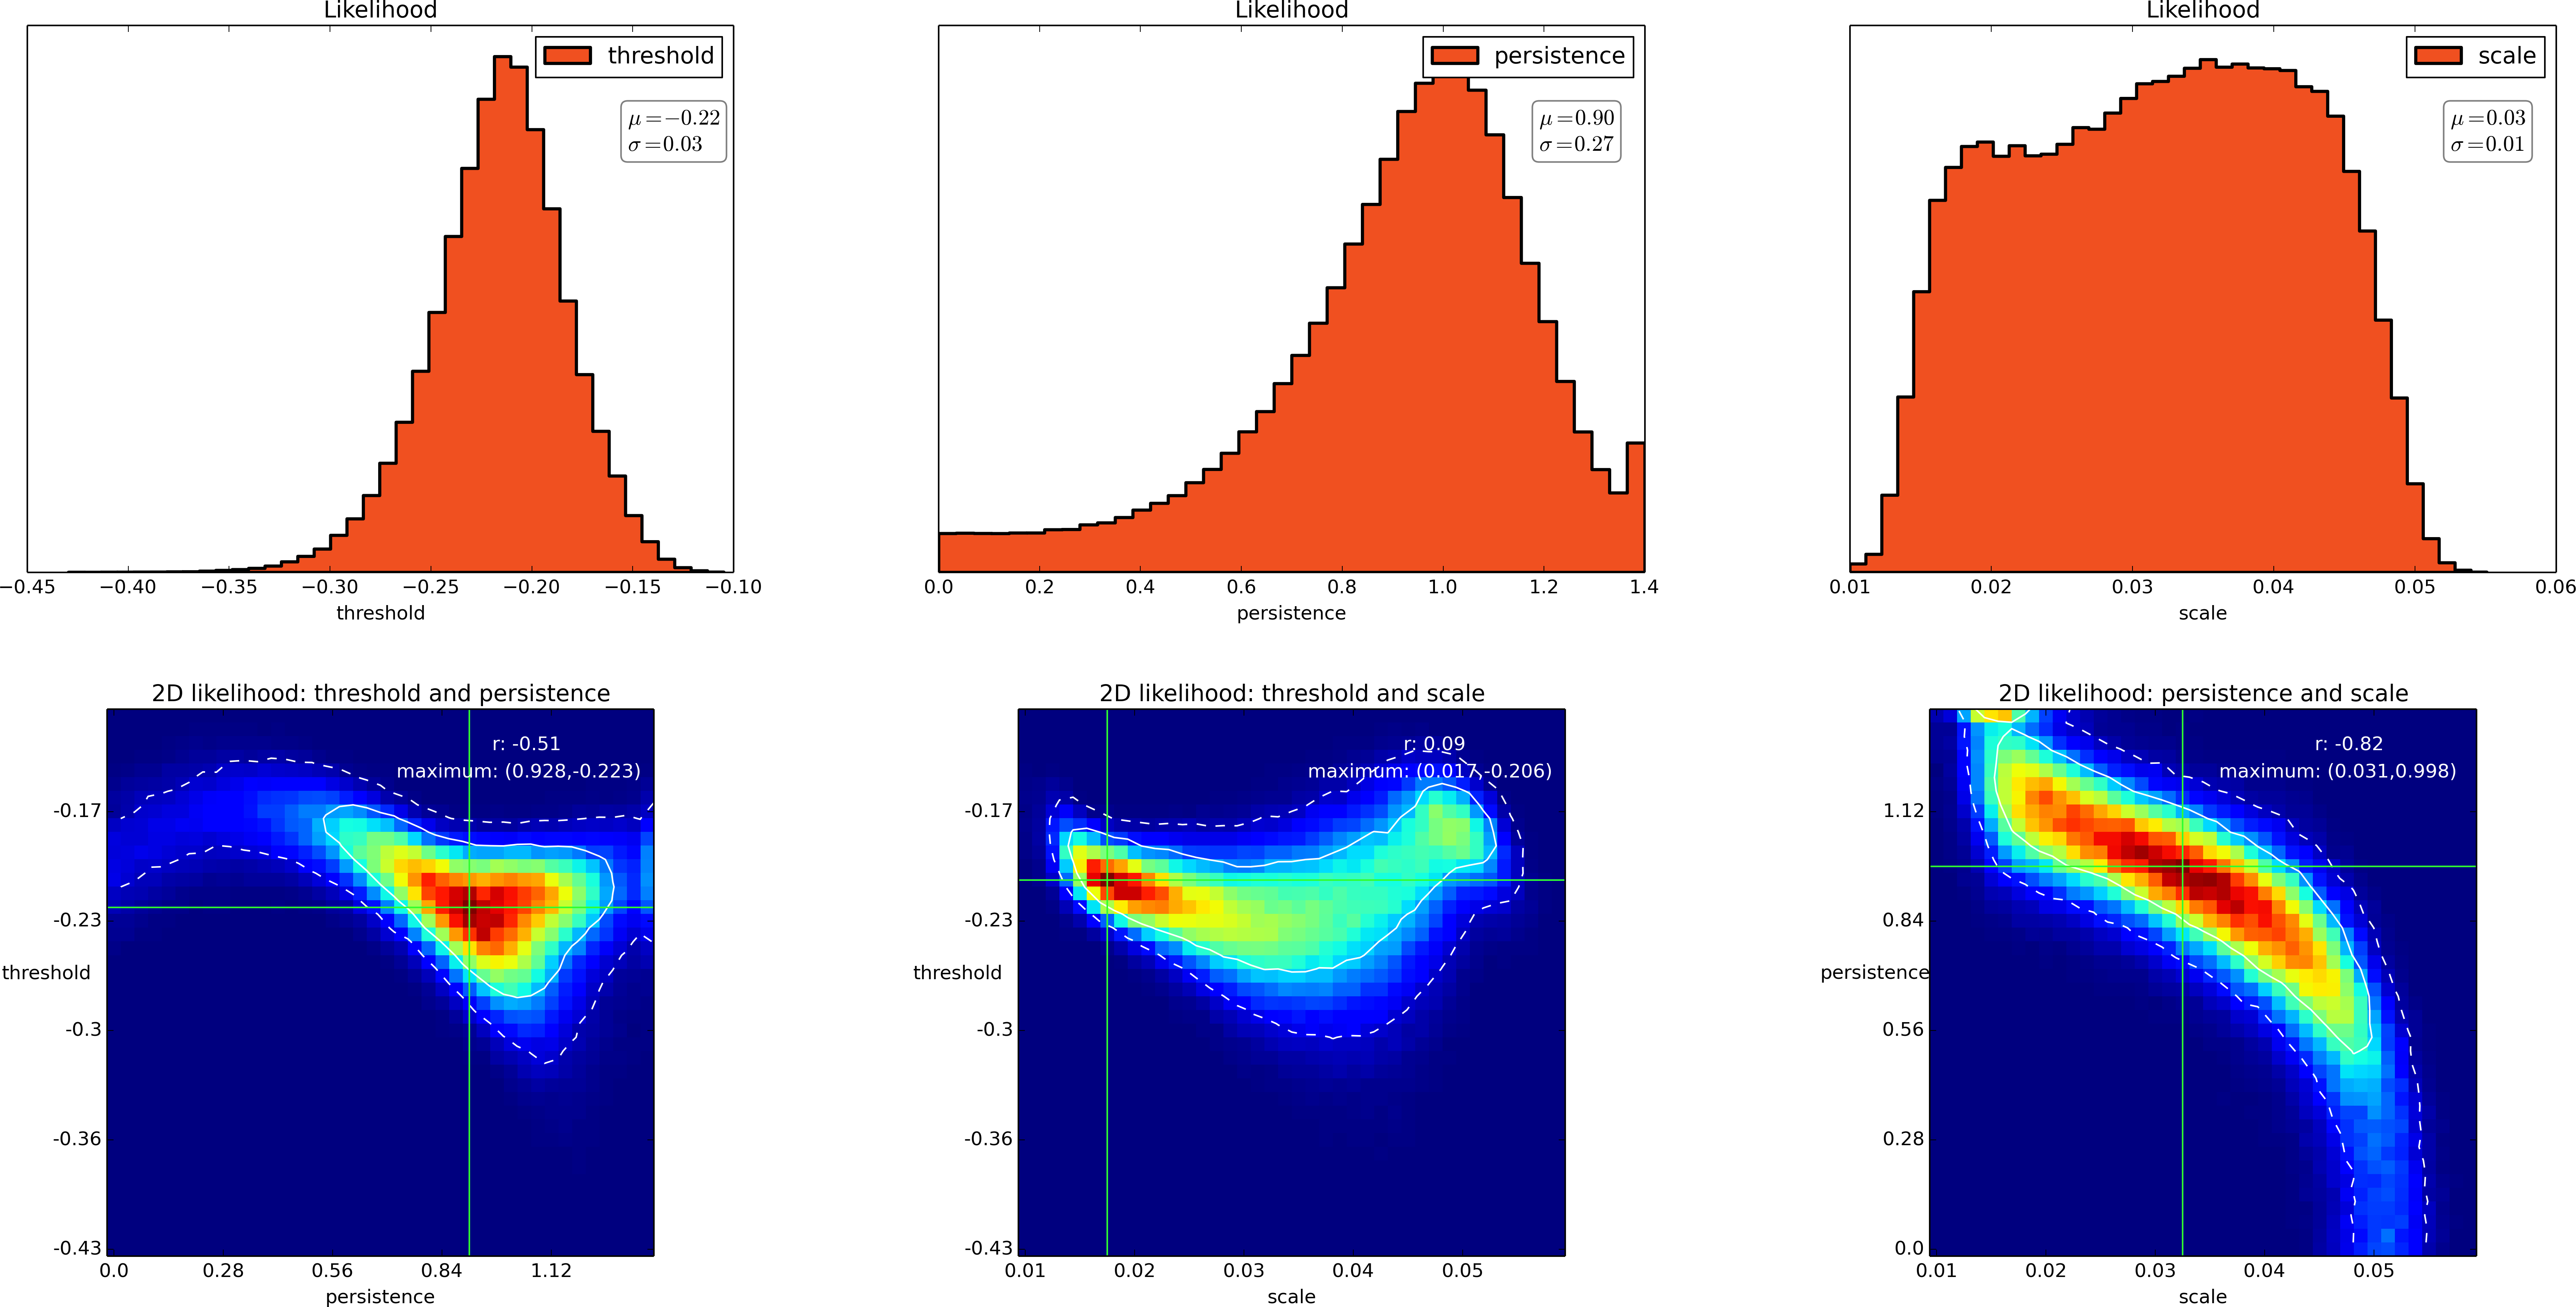 Likelihood
threshold
μ=−0.22
σ=0.03
−0.45 −0.40 −0.35 −0.30 −0.25 −0.20 −0.15 −0.10
threshold
Likelihood
persistence
μ=0.90
σ=0.27
0.0 0.2 0.4 0.6 0.8 1.0 1.2 1.4
persistence
Likelihood
scale
μ=0.03
σ=0.01
0.01 0.02 0.03 0.04 0.05 0.06
scale
2D likelihood: threshold and persistence
r: -0.51
maximum: (0.928,-0.223)
-0.17
-0.23
threshold
-0.3
-0.36
-0.43
0.0 0.28 0.56 0.84 1.12
persistence
2D likelihood: threshold and scale
r: 0.09
maximum: (0.017,-0.206)
-0.17
-0.23
threshold
-0.3
-0.36
-0.43
0.01 0.02 0.03 0.04 0.05
scale
2D likelihood: persistence and scale
r: -0.82
maximum: (0.031,0.998)
1.12
0.84
persistence
0.56
0.28
0.0
0.01 0.02 0.03 0.04 0.05
scale